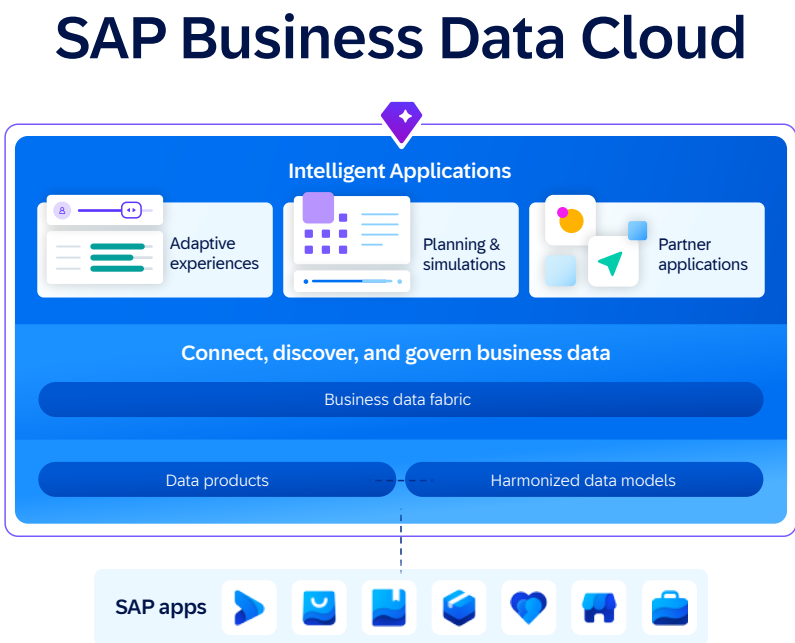 SAP Business Data Cloud
Intelligent Applications
Adaptive
experiences
Planning &
simulations
Partner
applications
Connect, discover, and govern business data
Business data fabric
Data products
Harmonized data models
SAP apps